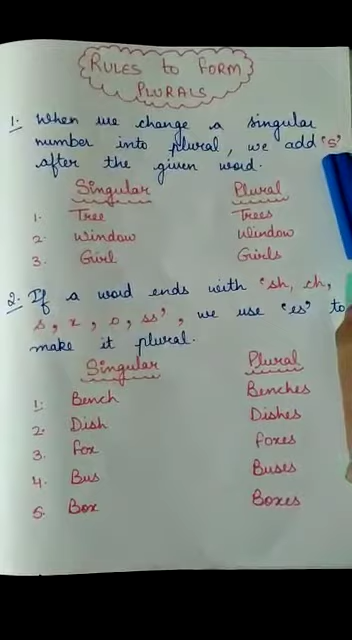 RULES to FORM
PLURALS
1. When we change a singular
number into plural, we add 's'
after the given word.
Singular Plural
1. Tree Trees
2. Window Window
3. Girl Girls
2. If a word ends with 'sh, ch,
s, x, o, ss', we use 'es' to
make it plural.
Singular Plural
1. Bench Benches
2. Dish Dishes
3. Fox Foxes
4. Bus Buses
5. Box Boxes